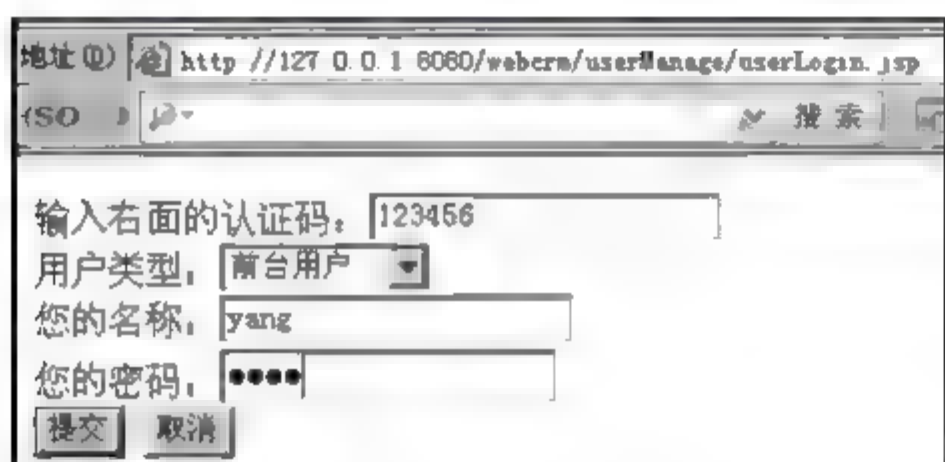 地址(D) http://127.0.0.1:8080/webcrm/userManage/userLogin.jsp
(SO
搜索
输入右面的认证码：123456
用户类型：前台用户
您的名称：yang
您的密码：●●●●
提交 取消